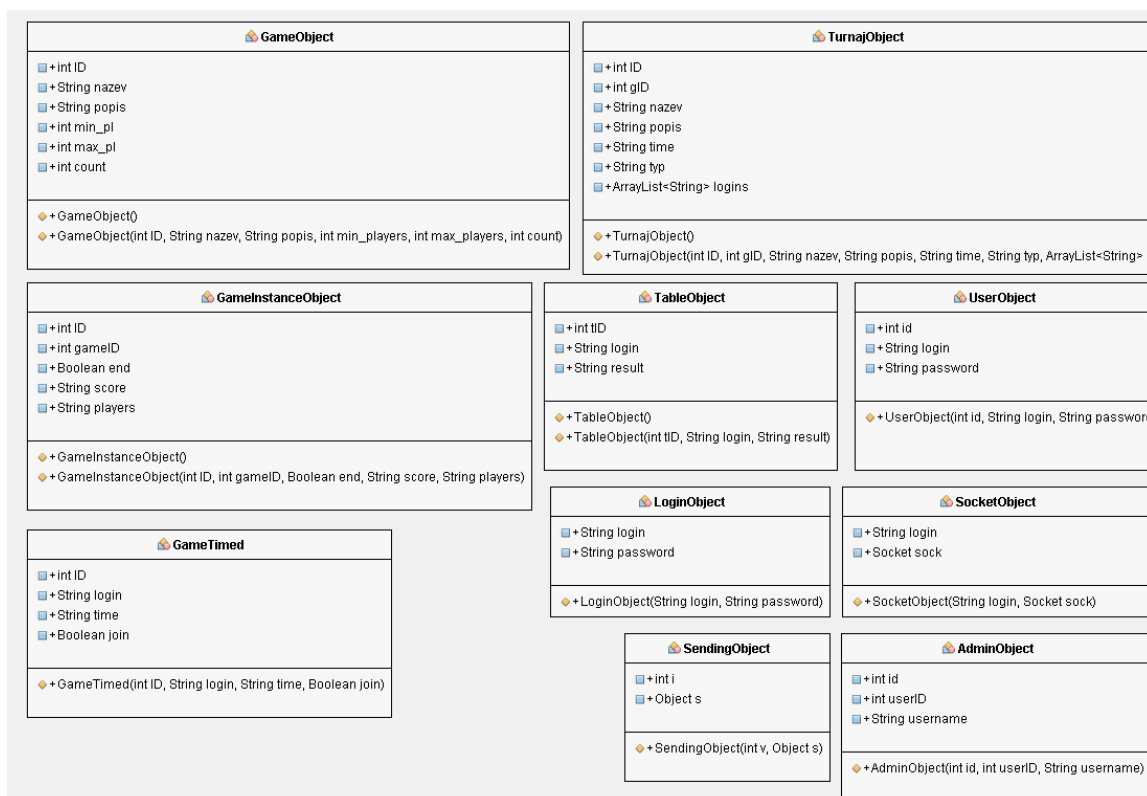 GameObject
+int ID
+String nazev
+String popis
+int min_pl
+int max_pl
+int count
+GameObject()
+GameObject(int ID, String nazev, String popis, int min_players, int max_players, int count)
TurnajObject
+int ID
+int gID
+String nazev
+String popis
+String time
+String typ
+ArrayList<String> logins
+TurnajObject()
+TurnajObject(int ID, int gID, String nazev, String popis, String time, String typ, ArrayList<String>
GameInstanceObject
+int ID
+int gameID
+Boolean end
+String score
+String players
+GameInstanceObject()
+GameInstanceObject(int ID, int gameID, Boolean end, String score, String players)
TableObject
+int tID
+String login
+String result
+TableObject()
+TableObject(int tID, String login, String result)
UserObject
+int id
+String login
+String password
+UserObject(int id, String login, String password
GameTimed
+int ID
+String login
+String time
+Boolean join
+GameTimed(int ID, String login, String time, Boolean join)
LoginObject
+String login
+String password
+LoginObject(String login, String password)
SocketObject
+String login
+Socket sock
+SocketObject(String login, Socket sock)
SendingObject
+int i
+Object s
+SendingObject(int v, Object s)
AdminObject
+int id
+int userID
+String username
+AdminObject(int id, int userID, String username)